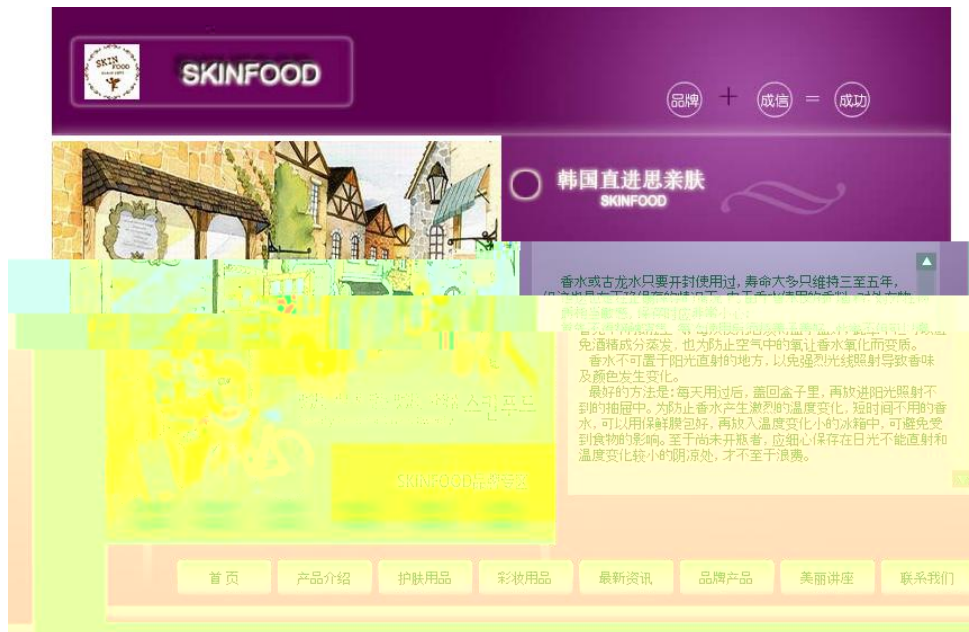 SKIN
FOOD
SKINFOOD
品牌 + 成信 = 成功
韩国直进思亲肤
SKINFOOD
香水或古龙水只要开封使用过，寿命大多只维持三至五年，
免酒精成分蒸发，也为防止空气中的氧让香水氧化而变质。
香水不可置于阳光直射的地方，以免强烈光线照射导致香味
及颜色发生变化。
最好的方法是：每天用过后，盖回盒子里，再放进阳光照射不
到的抽屉中。为防止香水产生激烈的温度变化，短时间不用的香
水，可以用保鲜膜包好，再放入温度变化小的冰箱中，可避免受
到食物的影响。至于尚未开瓶者，应细心保存在日光不能直射和
温度变化较小的阴凉处，才不至于浪费。
스킨푸드
SKINFOOD品牌专营
首 页
产品介绍
护肤用品
彩妆用品
最新资讯
品牌产品
美丽讲座
联系我们